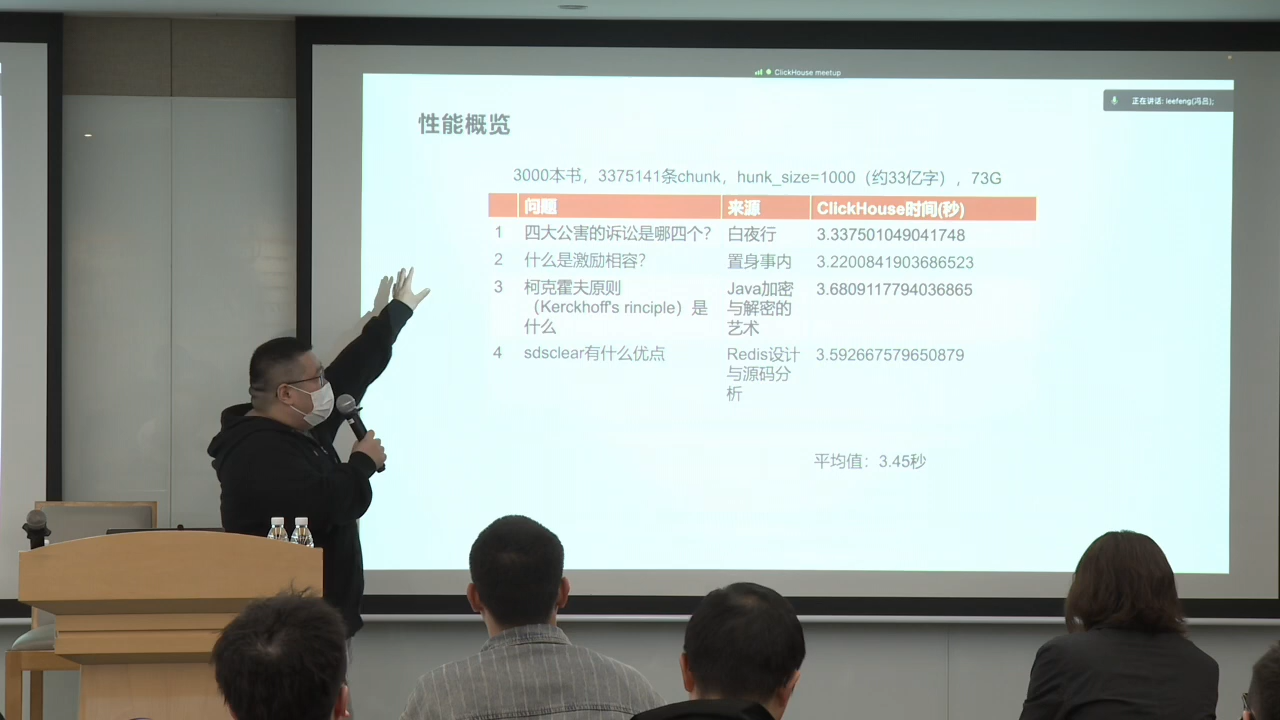 ClickHouse meetup
正在讲话: leefeng(冯吕);
性能概览
3000本书，3375141条chunk，hunk_size=1000（约33亿字）, 73G
问题 来源 ClickHouse时间(秒)
1 四大公害的诉讼是哪四个？ 白夜行 3.337501049041748
2 什么是激励相容？ 置身事内 3.2200841903686523
3 柯克霍夫原则 Java加密 3.6809117794036865
（Kerckhoff's rinciple）是 与解密的
什么 艺术
4 sdsclear有什么优点 Redis设计 3.592667579650879
与源码分
析
平均值：3.45秒